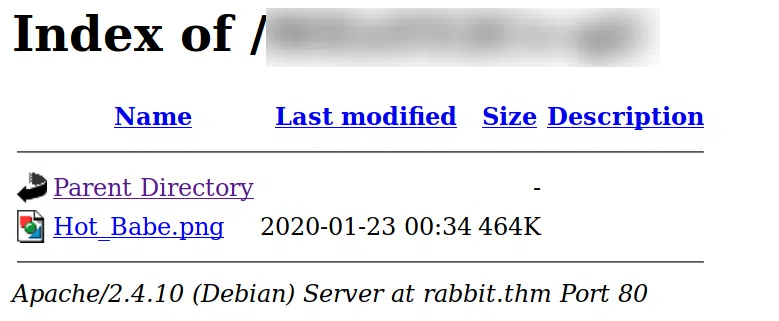 Index of /
Name Last modified Size Description
Parent Directory -
Hot_Babe.png 2020-01-23 00:34 464K
Apache/2.4.10 (Debian) Server at rabbit.thm Port 80